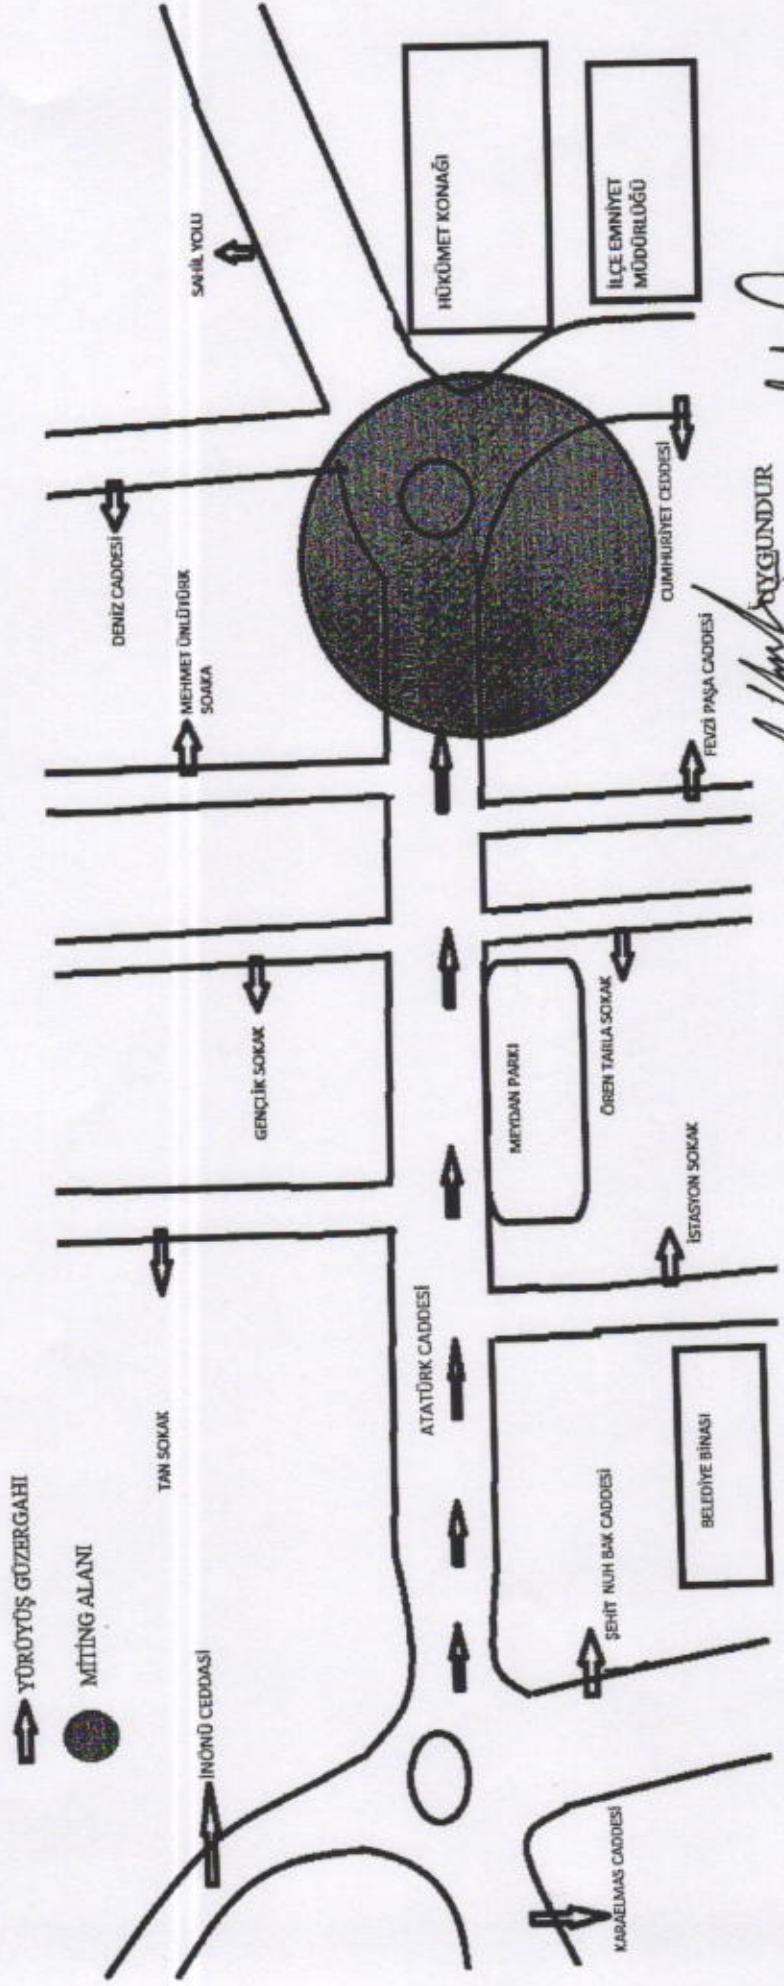 YÜRÜYÜŞ GÜZERGAHI
MİTİNG ALANI
İNÖNÜ CEDDASİ
TAN SOKAK
GENÇLİK SOKAK
MEHMET ÜNLÜTÜRK
SOAKA
DENİZ CADDESİ
SAHİL YOLU
ATATÜRK CADDESİ
HÜKÜMET KONAĞI
İLÇE EMNİYET
MÜDÜRLÜĞÜ
MEYDAN PARKI
KARAELMAS CADDESİ
ŞEHİT NUH BAK CADDESİ
BELEDİYE BİNASI
İSTASYON SOKAK
ÖREN TARLA SOKAK
FEVZİ PAŞA CADDESİ
CUMHURİYET CEDDESİ
UYGUNDUR